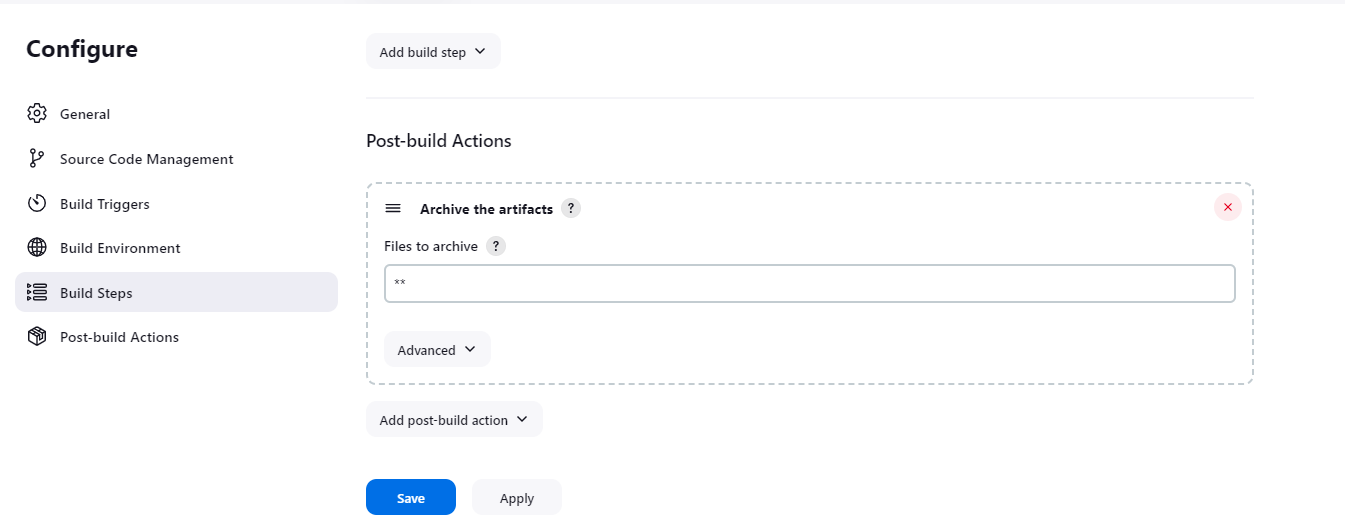 Configure
General
Source Code Management
Build Triggers
Build Environment
Build Steps
Post-build Actions
Add build step
Post-build Actions
Archive the artifacts ?
Files to archive ?
**
Advanced
Add post-build action
Save Apply